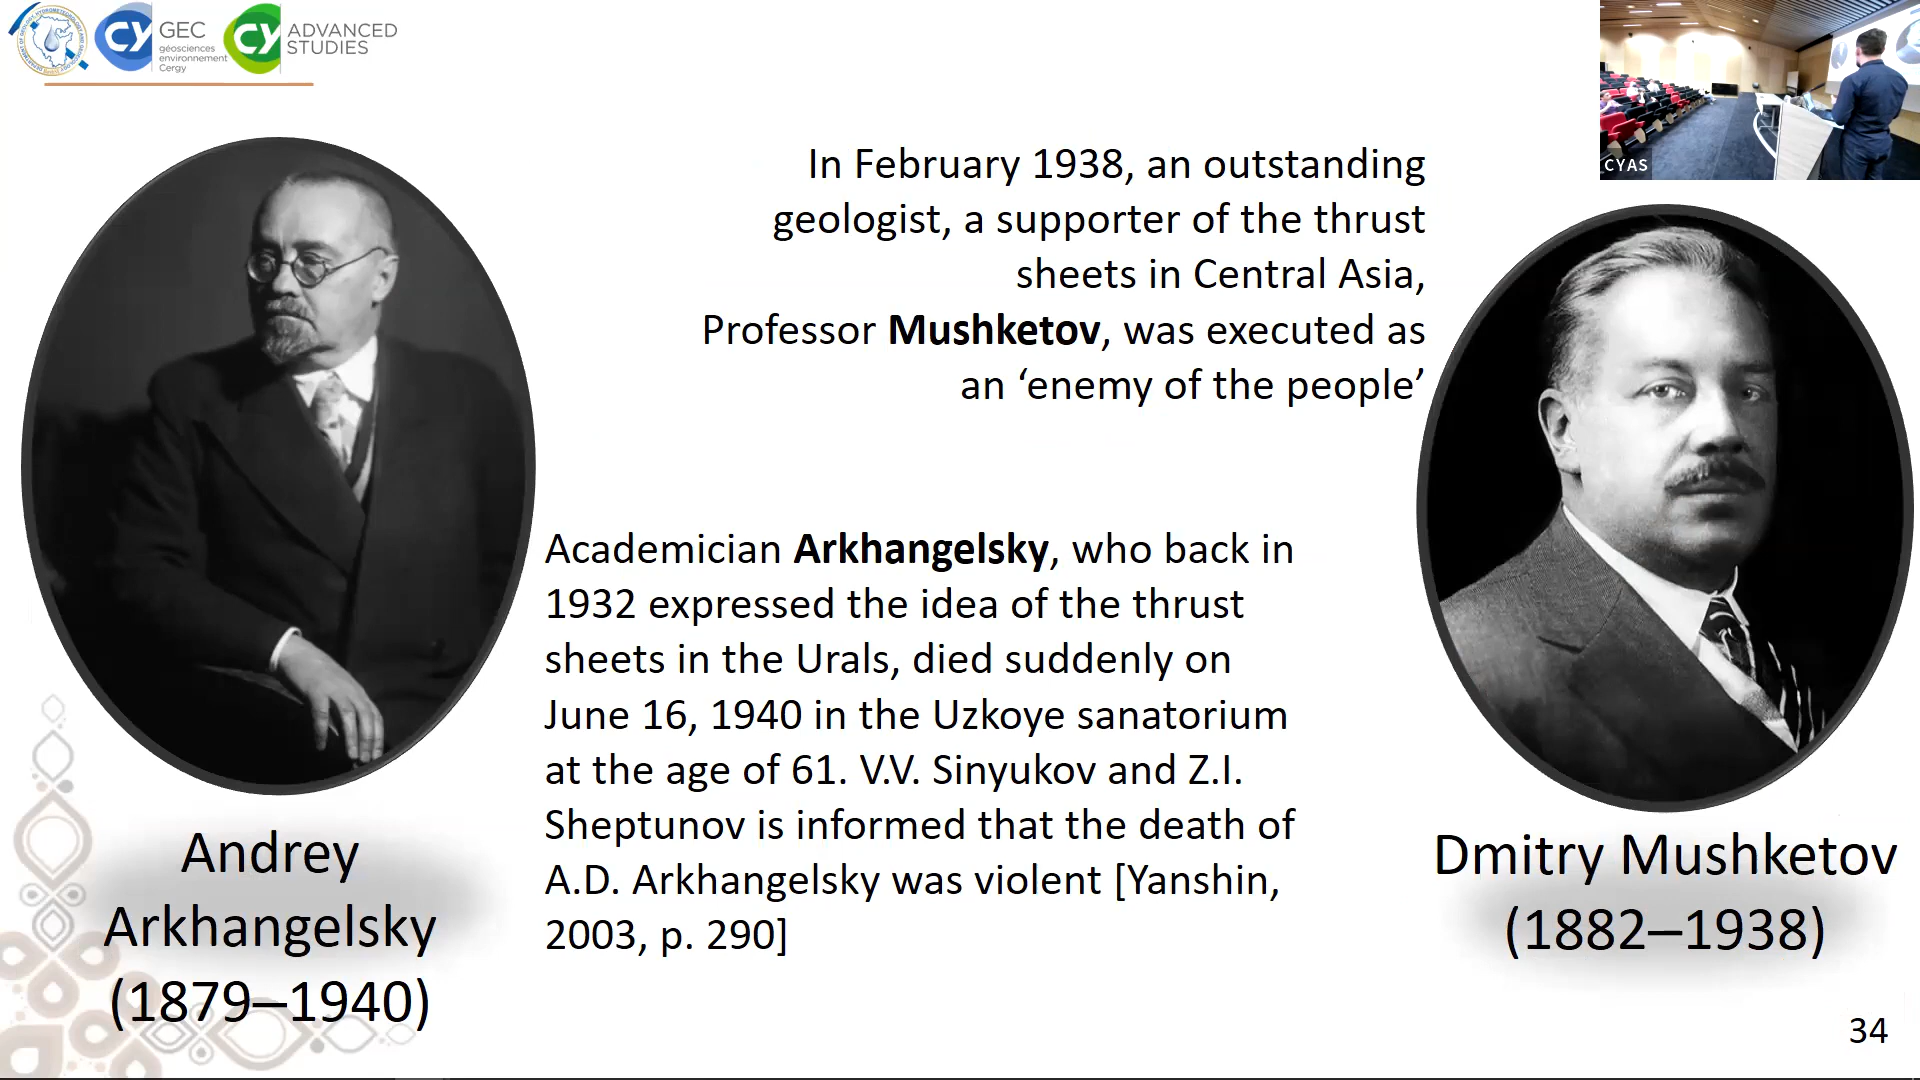 CY
GEC
géosciences
environnement
Cergy
CY
ADVANCED
STUDIES
CYAS
In February 1938, an outstanding
geologist, a supporter of the thrust
sheets in Central Asia,
Professor Mushketov, was executed as
an ‘enemy of the people’
Academician Arkhangelsky, who back in
1932 expressed the idea of the thrust
sheets in the Urals, died suddenly on
June 16, 1940 in the Uzkoye sanatorium
at the age of 61. V.V. Sinyukov and Z.I.
Sheptunov is informed that the death of
A.D. Arkhangelsky was violent [Yanshin,
2003, p. 290]
Andrey
Arkhangelsky
(1879–1940)
Dmitry Mushketov
(1882–1938)
34